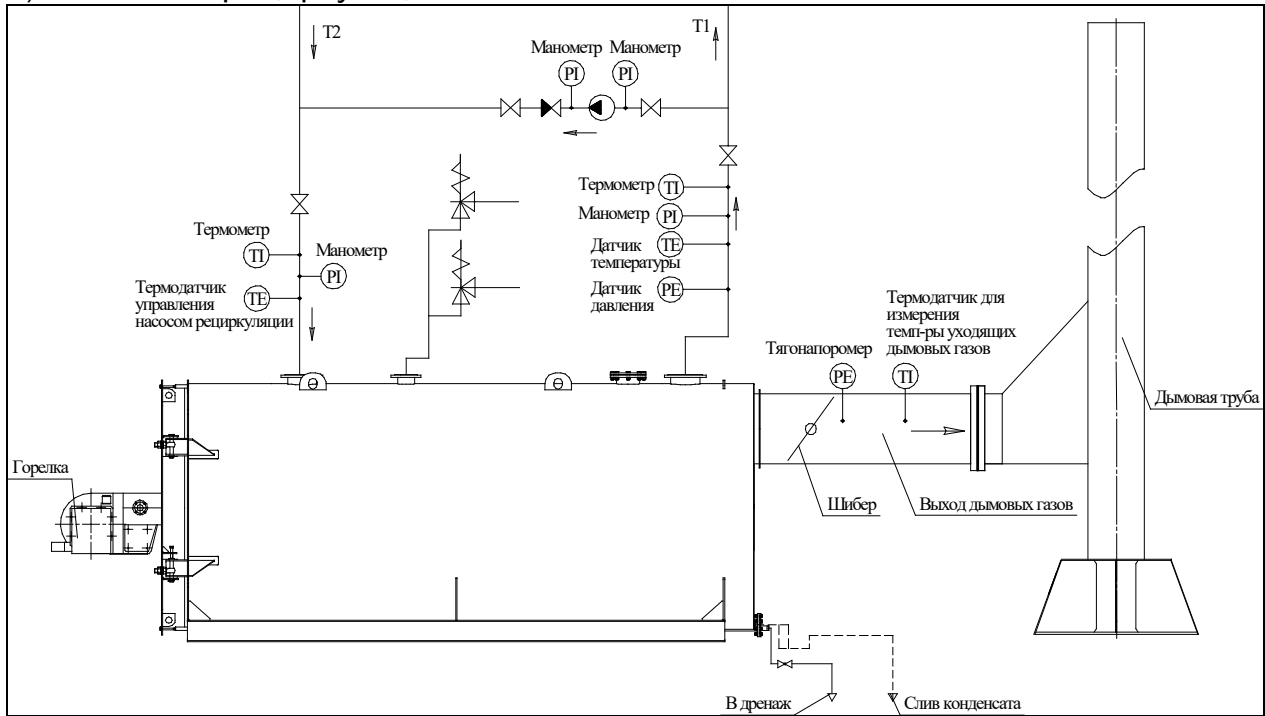 T2
T1
Манометр
Манометр
PI
PI
Термометр
TI
Манометр
PI
Датчик
температуры
TE
Датчик
давления
PE
Термометр
TI
Манометр
PI
Термодатчик
управления
насосом рециркуляции
TE
Термодатчик для
измерения
темп-ры уходящих
дымовых газов
Тягонапоромер
PE
TI
Дымовая труба
Горелка
Шибер
Выход дымовых газов
В дренаж
Слив конденсата